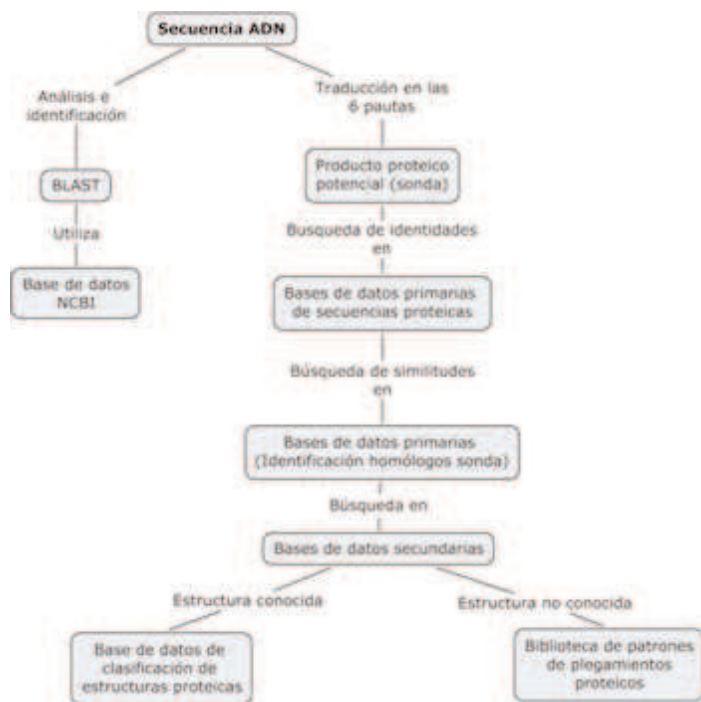 Secuencia ADN
Análisis e
identificación
Traducción en las
6 pautas
BLAST
Producto proteico
potencial (sonda)
Utiliza
Busqueda de identidades
en
Base de datos
NCBI
Bases de datos primarias
de secuencias proteicas
Búsqueda de similitudes
en
Bases de datos primarias
(Identificación homólogos sonda)
Búsqueda en
Bases de datos secundarias
Estructura conocida
Estructura no conocida
Base de datos de
clasificación de
estructuras proteicas
Biblioteca de patrones
de plegamientos
proteicos